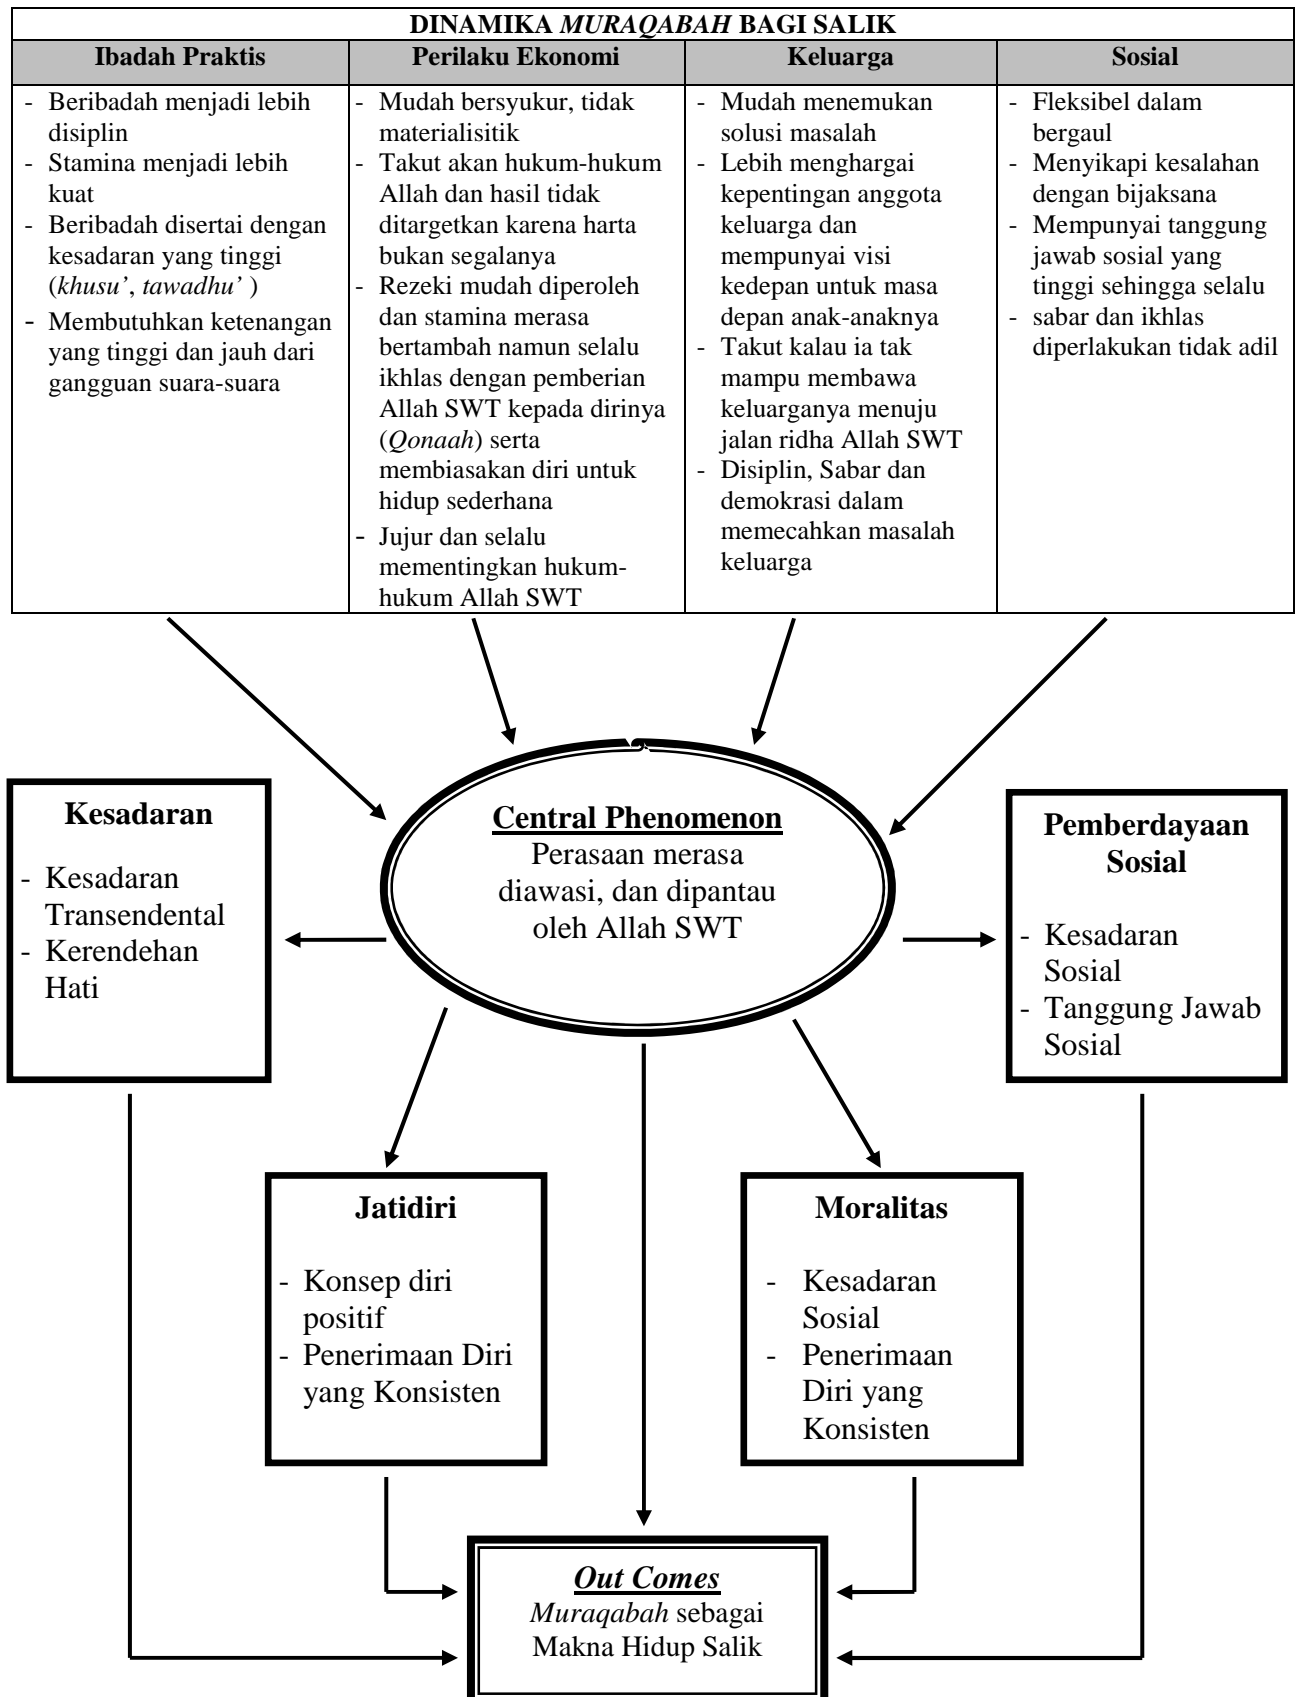 DINAMIKA MURAQABAH BAGI SALIK
Ibadah Praktis
- Beribadah menjadi lebih
disiplin
- Stamina menjadi lebih
kuat
- Beribadah disertai dengan
kesadaran yang tinggi
(khusu’, tawadhu’ )
- Membutuhkan ketenangan
yang tinggi dan jauh dari
gangguan suara-suara
Perilaku Ekonomi
- Mudah bersyukur, tidak
materialisitik
- Takut akan hukum-hukum
Allah dan hasil tidak
ditargetkan karena harta
bukan segalanya
- Rezeki mudah diperoleh
dan stamina merasa
bertambah namun selalu
ikhlas dengan pemberian
Allah SWT kepada dirinya
(Qonaah) serta
membiasakan diri untuk
hidup sederhana
- Jujur dan selalu
mementingkan hukum-
hukum Allah SWT
Keluarga
- Mudah menemukan
solusi masalah
- Lebih menghargai
kepentingan anggota
keluarga dan
mempunyai visi
kedepan untuk masa
depan anak-anaknya
- Takut kalau ia tak
mampu membawa
keluarganya menuju
jalan ridha Allah SWT
- Disiplin, Sabar dan
demokrasi dalam
memecahkan masalah
keluarga
Sosial
- Fleksibel dalam
bergaul
- Menyikapi kesalahan
dengan bijaksana
- Mempunyai tanggung
jawab sosial yang
tinggi sehingga selalu
- sabar dan ikhlas
diperlakukan tidak adil
Central Phenomenon
Perasaan merasa
diawasi, dan dipantau
oleh Allah SWT
Kesadaran
- Kesadaran
Transendental
- Kerendehan
Hati
Pemberdayaan
Sosial
- Kesadaran
Sosial
- Tanggung Jawab
Sosial
Jatidiri
- Konsep diri
positif
- Penerimaan Diri
yang Konsisten
Moralitas
- Kesadaran
Sosial
- Penerimaan
Diri yang
Konsisten
Out Comes
Muraqabah sebagai
Makna Hidup Salik